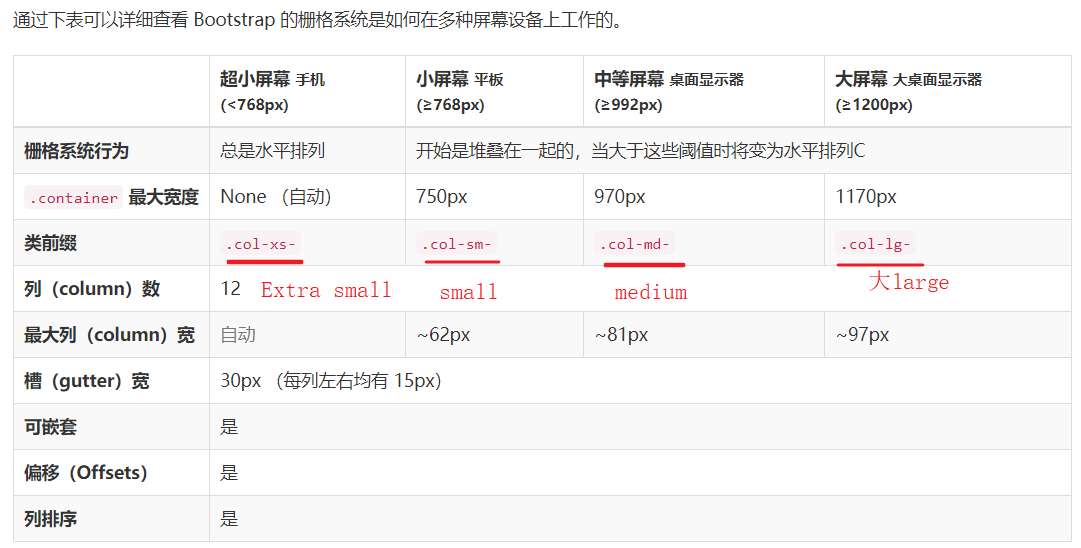 通过下表可以详细查看 Bootstrap 的栅格系统是如何在多种屏幕设备上工作的。
超小屏幕 手机 (<768px) 小屏幕 平板 (≥768px) 中等屏幕 桌面显示器 (≥992px) 大屏幕 大桌面显示器 (≥1200px)
栅格系统行为 总是水平排列 开始是堆叠在一起的，当大于这些阈值时将变为水平排列C
.container 最大宽度 None （自动） 750px 970px 1170px
类前缀 .col-xs- .col-sm- .col-md- .col-lg-
列（column）数 12 Extra small small medium 大large
最大列（column）宽 自动 ~62px ~81px ~97px
槽（gutter）宽 30px （每列左右均有 15px）
可嵌套 是
偏移（Offsets） 是
列排序 是